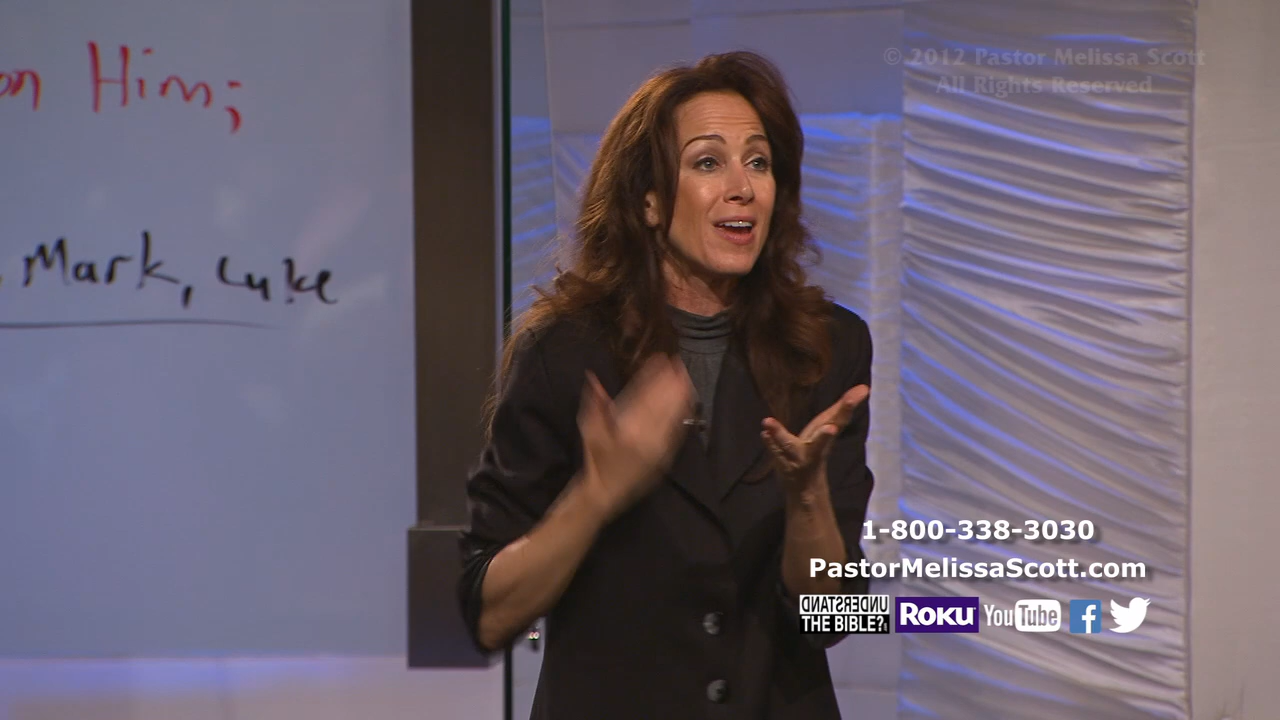 © 2012 Pastor Melissa Scott
All Rights Reserved
on Him;
, Mark, Luke
1-800-338-3030
PastorMelissaScott.com
UNDERSTAND
THE BIBLE?
ROKU
YouTube
f